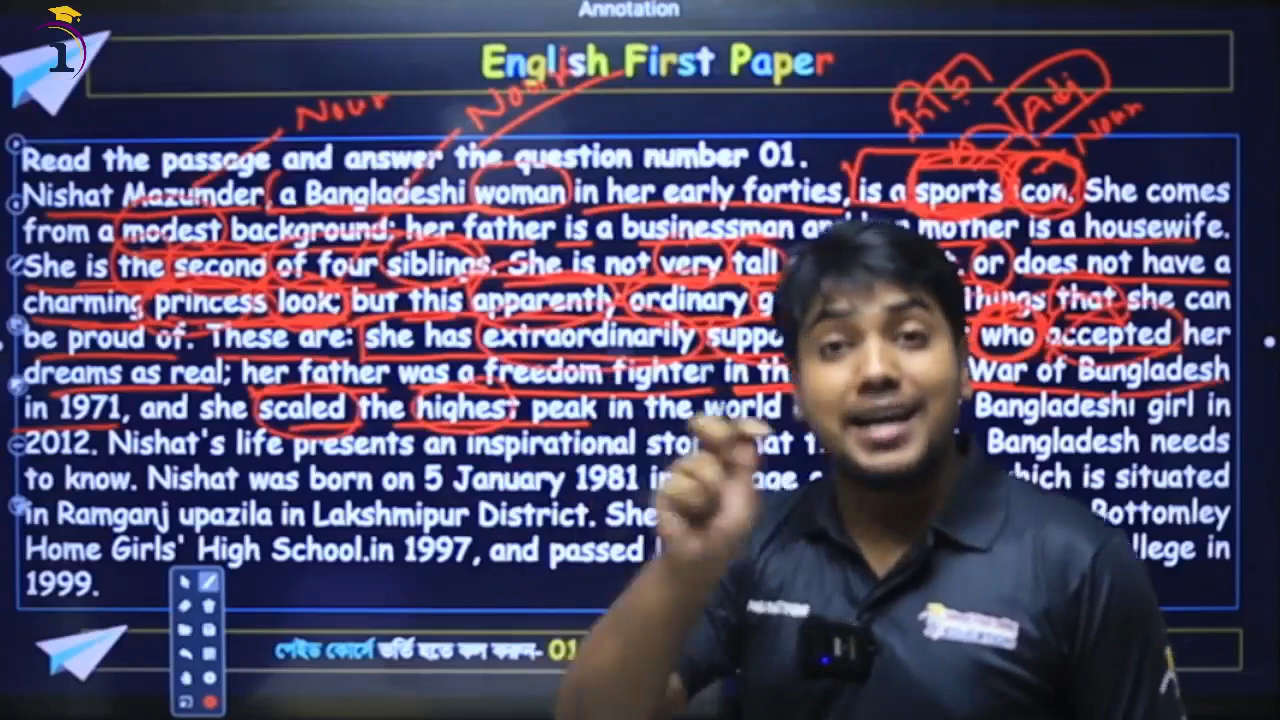 Annotation
English First Paper
Noun Noun ক্রীড়া Adj Noun
Read the passage and answer the question number 01.
Nishat Mazumder, a Bangladeshi woman in her early forties, is a sports icon. She comes
from a modest background; her father is a businessman and her mother is a housewife.
She is the second of four siblings. She is not very tall or does not have a
charming princess look; but this apparently ordinary things that she can
be proud of. These are: she has extraordinarily who accepted her
dreams as real; her father was a freedom fighter in War of Bangladesh
in 1971, and she scaled the highest peak in the world Bangladeshi girl in
2012. Nishat's life presents an inspirational Bangladesh needs
to know. Nishat was born on 5 January 1981 in which is situated
in Ramganj upazila in Lakshmipur District. She Bottomley
Home Girls' High School.in 1997, and passed in
1999.
পেইড কোর্সে ভর্তি হতে কল করুন- 01